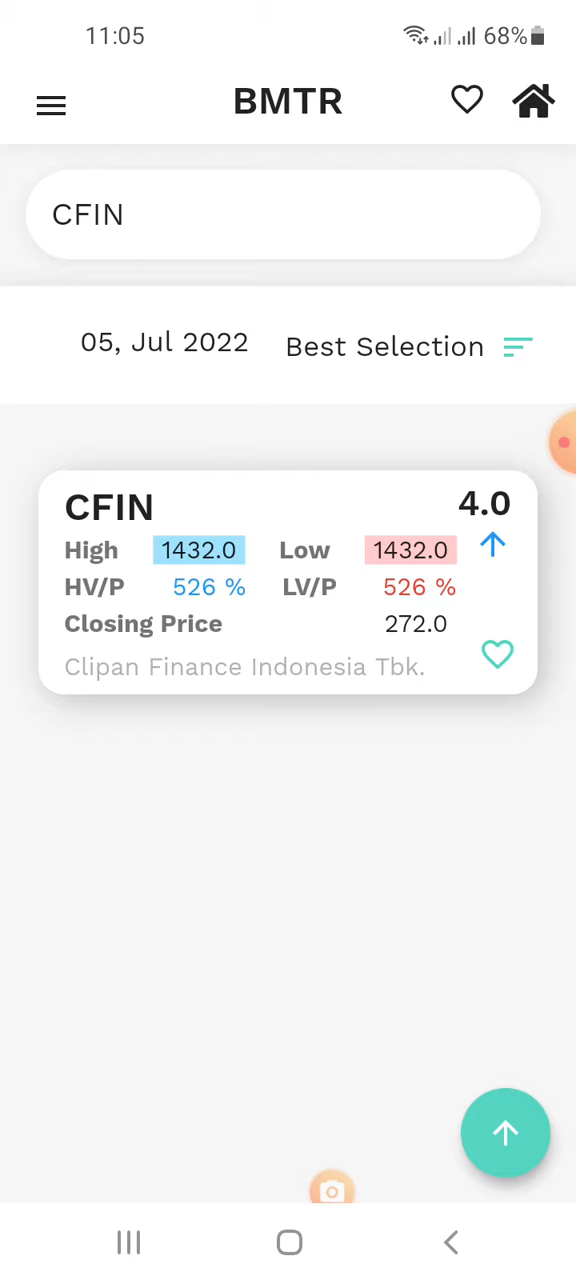 11:05 68%
BMTR
CFIN
05, Jul 2022 Best Selection
CFIN 4.0
High 1432.0 Low 1432.0
HV/P 526 % LV/P 526 %
Closing Price 272.0
Clipan Finance Indonesia Tbk.